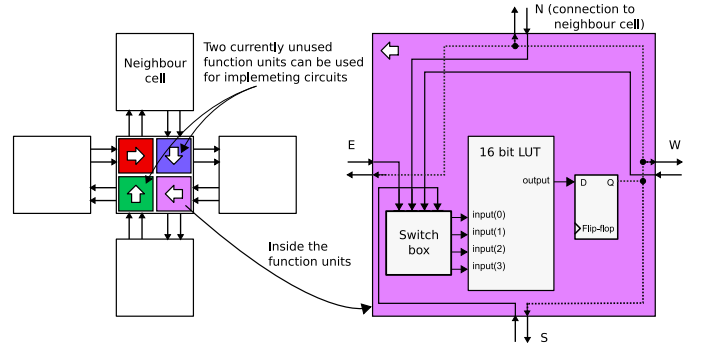 N (connection to
neighbour cell)
Two currently unused
function units can be used
for implemeting circuits
Neighbour
cell
E
W
16 bit LUT
output
D Q
Flip-flop
Switch
box
input(0)
input(1)
input(2)
input(3)
Inside the
function units
S